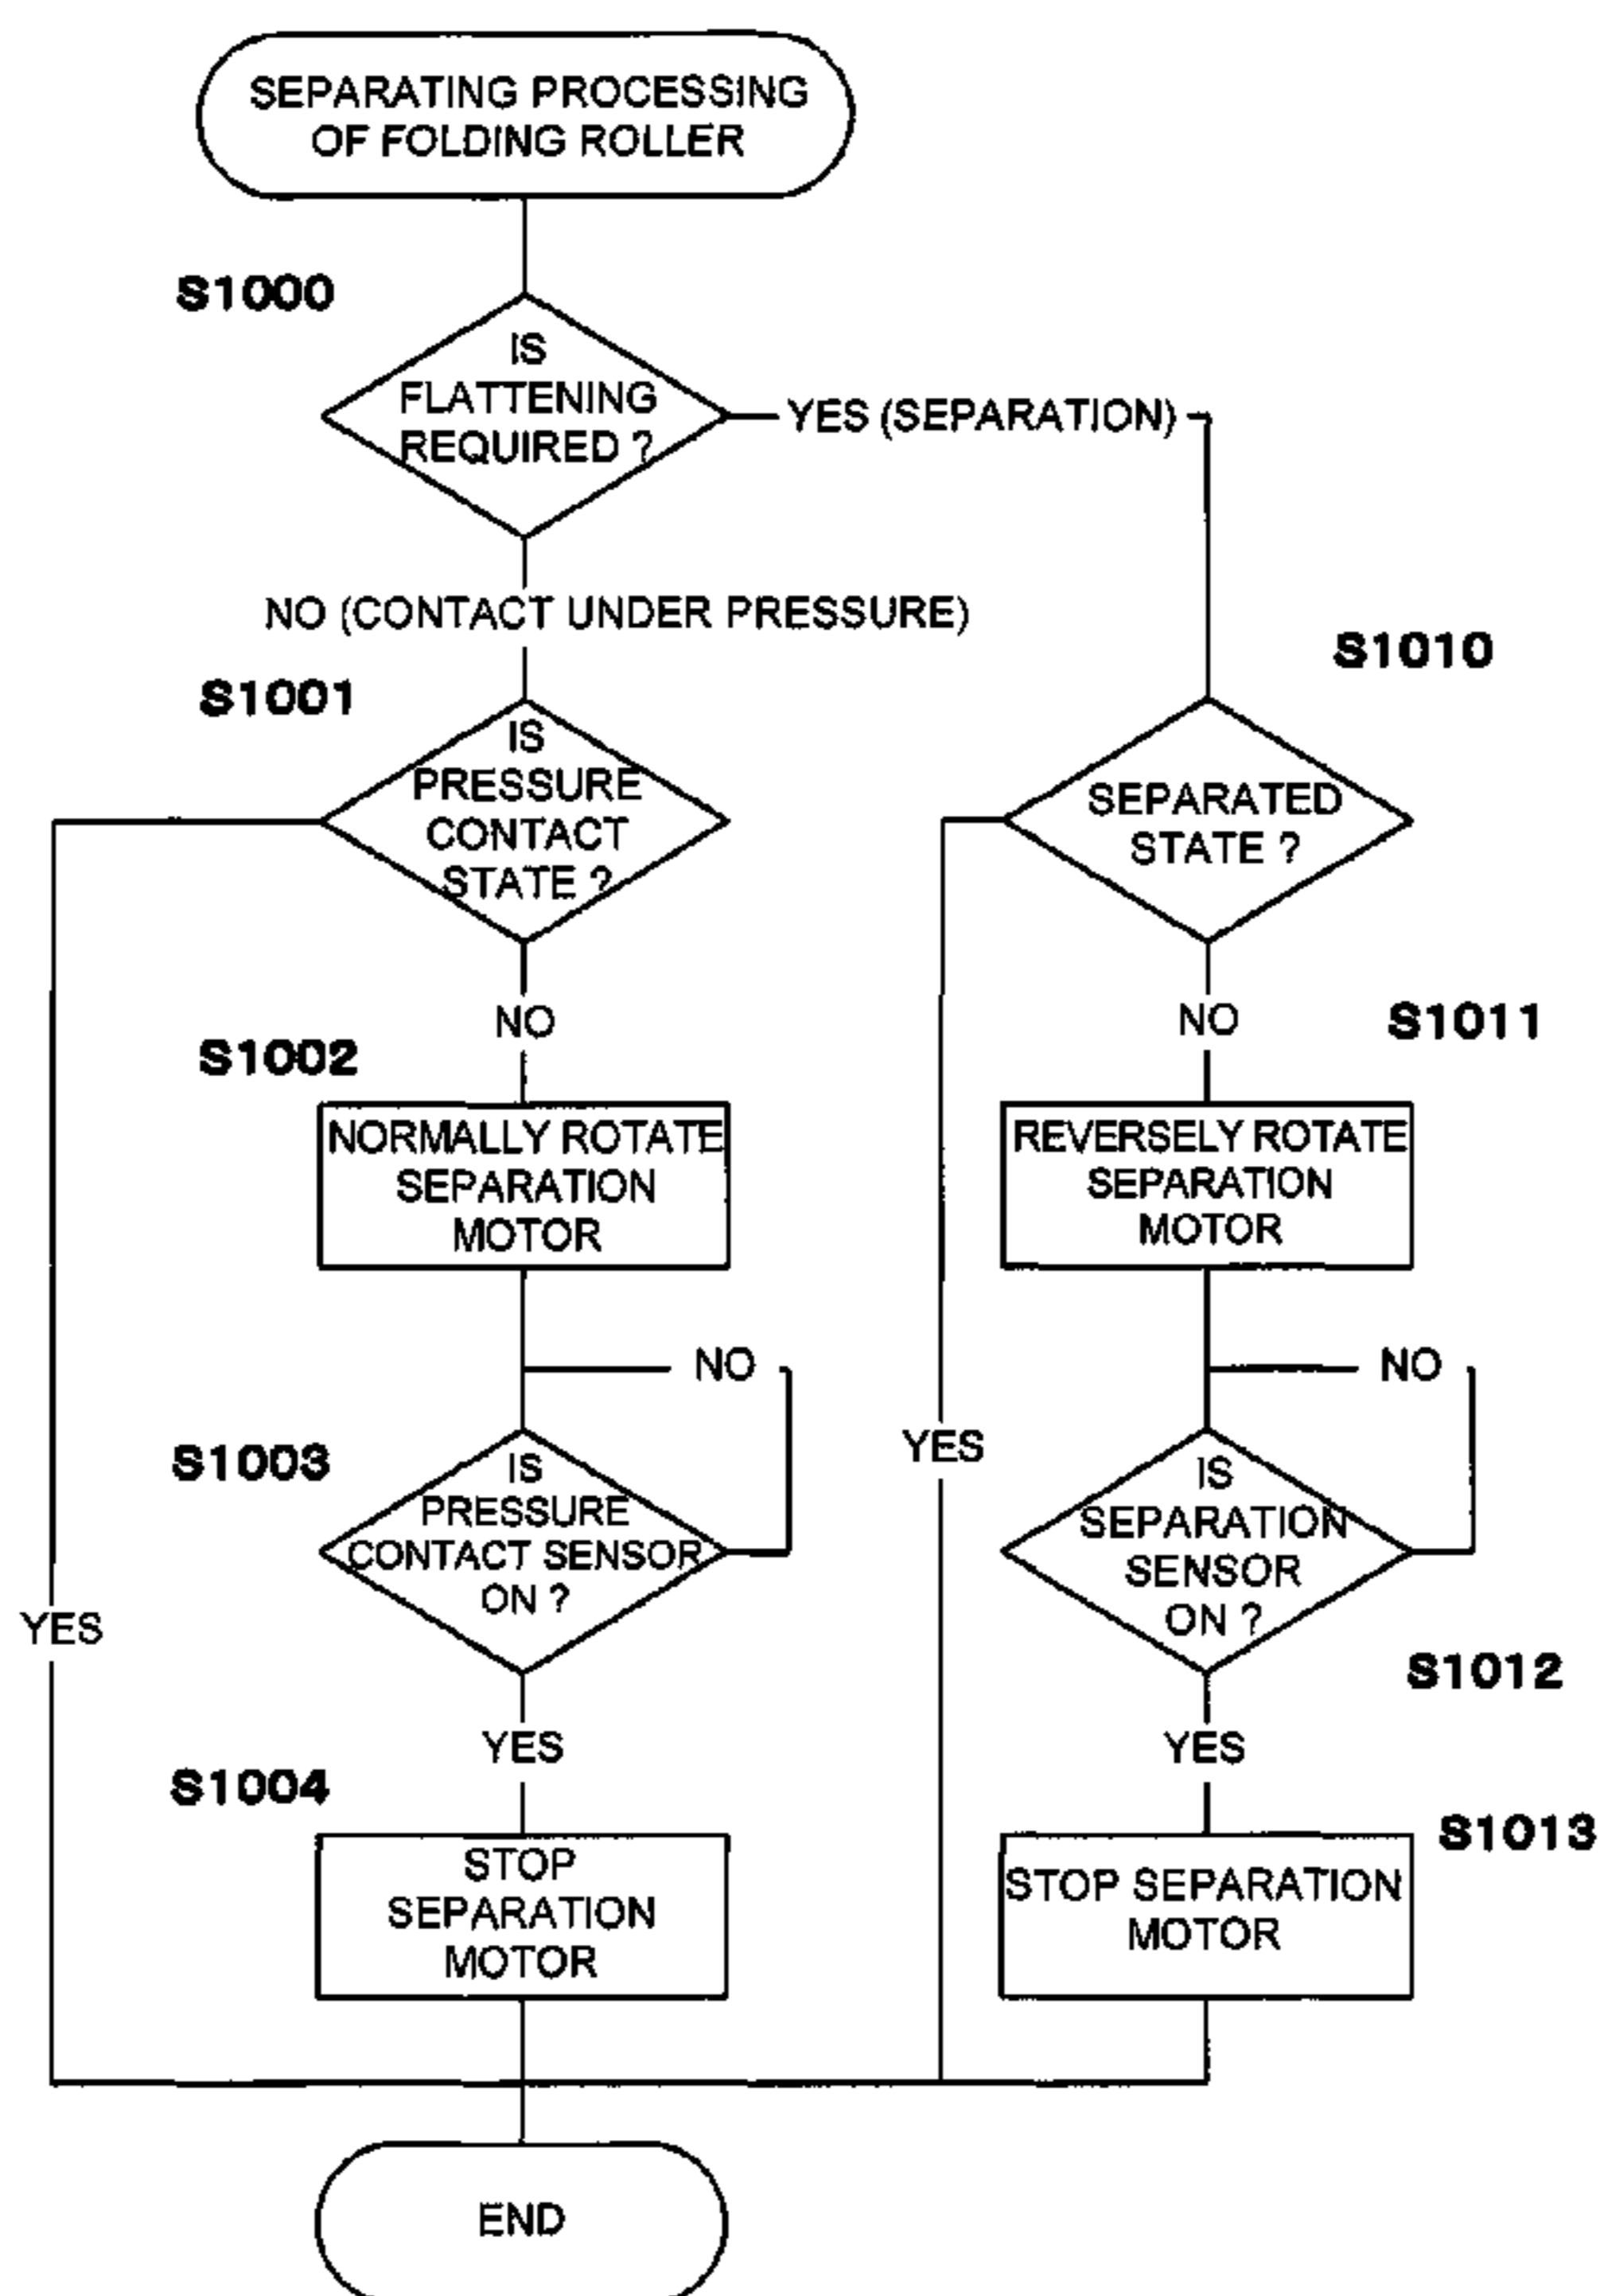 SEPARATING PROCESSING
OF FOLDING ROLLER
S1000
IS
FLATTENING
REQUIRED ?
YES (SEPARATION)
NO (CONTACT UNDER PRESSURE)
S1001
IS
PRESSURE
CONTACT
STATE ?
S1010
SEPARATED
STATE ?
NO
NO
S1002
NORMALLY ROTATE
SEPARATION
MOTOR
S1011
REVERSELY ROTATE
SEPARATION
MOTOR
NO
NO
S1003
IS
PRESSURE
CONTACT SENSOR
ON ?
YES
YES
IS
SEPARATION
SENSOR
ON ?
S1012
YES
YES
S1004
STOP
SEPARATION
MOTOR
S1013
STOP SEPARATION
MOTOR
END